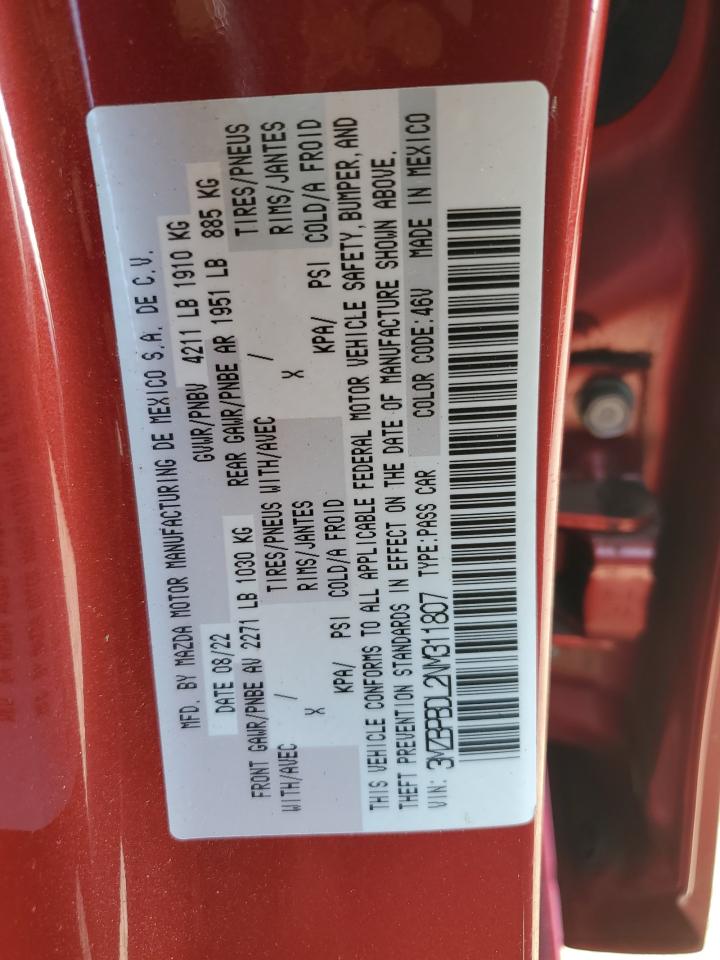 MFD. BY MAZDA MOTOR MANUFACTURING DE MEXICO S.A. DE C.V.
DATE 08/22 GVWR/PNBV 4211 LB 1910 KG
FRONT GAWR/PNBE AV 2271 LB 1030 KG REAR GAWR/PNBE AR 1951 LB 885 KG
WITH/AVEC / TIRES/PNEUS WITH/AVEC / TIRES/PNEUS
X RIMS/JANTES X RIMS/JANTES
KPA/ PSI COLD/A FROID KPA/ PSI COLD/A FROID
THIS VEHICLE CONFORMS TO ALL APPLICABLE FEDERAL MOTOR VEHICLE SAFETY, BUMPER, AND
THEFT PREVENTION STANDARDS IN EFFECT ON THE DATE OF MANUFACTURE SHOWN ABOVE.
VIN: 3MZBPBDL2NM311807 TYPE:PASS CAR COLOR CODE:46V MADE IN MEXICO